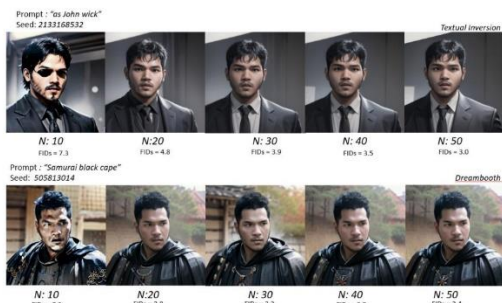 Prompt : "as John wick"
Seed: 2133168532
Textual Inversion
N: 10 N:20 N: 30 N: 40 N: 50
FIDs = 7.3 FIDs = 4.8 FIDs = 3.9 FIDs = 3.5 FIDs = 3.0
Prompt : "Samurai black cape"
Seed: 505813014
Dreambooth
N: 10 N:20 N: 30 N: 40 N: 50